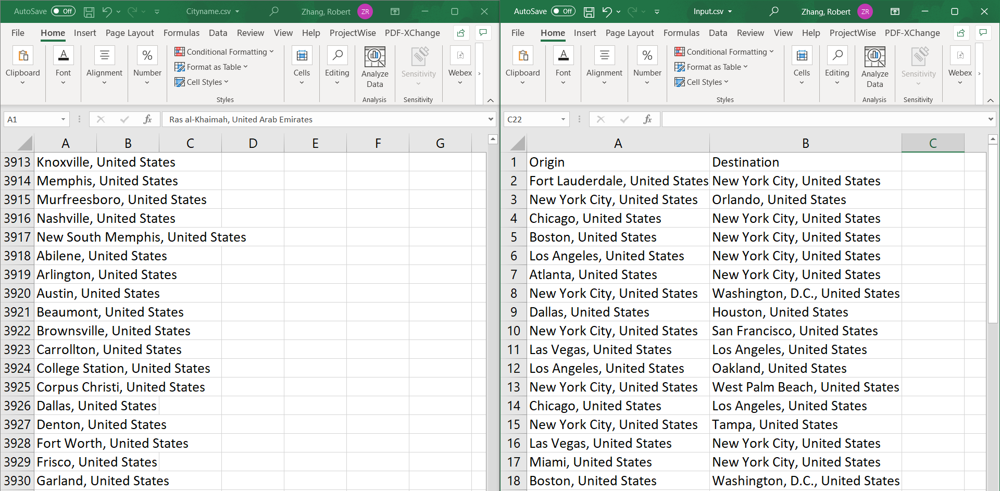 AutoSave Off Cityname.csv Zhang, Robert ZR
File Home Insert Page Layout Formulas Data Review View Help ProjectWise PDF-XChange
Clipboard Font Alignment Number Conditional Formatting Format as Table Cell Styles Cells Editing Analyze Data Sensitivity Webex
Styles Analysis Sensitivity
A1 fx Ras al-Khaimah, United Arab Emirates
A B C D E F G
3913 Knoxville, United States
3914 Memphis, United States
3915 Murfreesboro, United States
3916 Nashville, United States
3917 New South Memphis, United States
3918 Abilene, United States
3919 Arlington, United States
3920 Austin, United States
3921 Beaumont, United States
3922 Brownsville, United States
3923 Carrollton, United States
3924 College Station, United States
3925 Corpus Christi, United States
3926 Dallas, United States
3927 Denton, United States
3928 Fort Worth, United States
3929 Frisco, United States
3930 Garland, United States
AutoSave Off Input.csv Zhang, Robert ZR
File Home Insert Page Layout Formulas Data Review View Help ProjectWise PDF-XChange
Clipboard Font Alignment Number Conditional Formatting Format as Table Cell Styles Cells Editing Analyze Data Sensitivity Webex
Styles Analysis Sensitivity
C22 fx
A B C
1 Origin Destination
2 Fort Lauderdale, United States New York City, United States
3 New York City, United States Orlando, United States
4 Chicago, United States New York City, United States
5 Boston, United States New York City, United States
6 Los Angeles, United States New York City, United States
7 Atlanta, United States New York City, United States
8 New York City, United States Washington, D.C., United States
9 Dallas, United States Houston, United States
10 New York City, United States San Francisco, United States
11 Las Vegas, United States Los Angeles, United States
12 Los Angeles, United States Oakland, United States
13 New York City, United States West Palm Beach, United States
14 Chicago, United States Los Angeles, United States
15 New York City, United States Tampa, United States
16 Las Vegas, United States New York City, United States
17 Miami, United States New York City, United States
18 Boston, United States Washington, D.C., United States